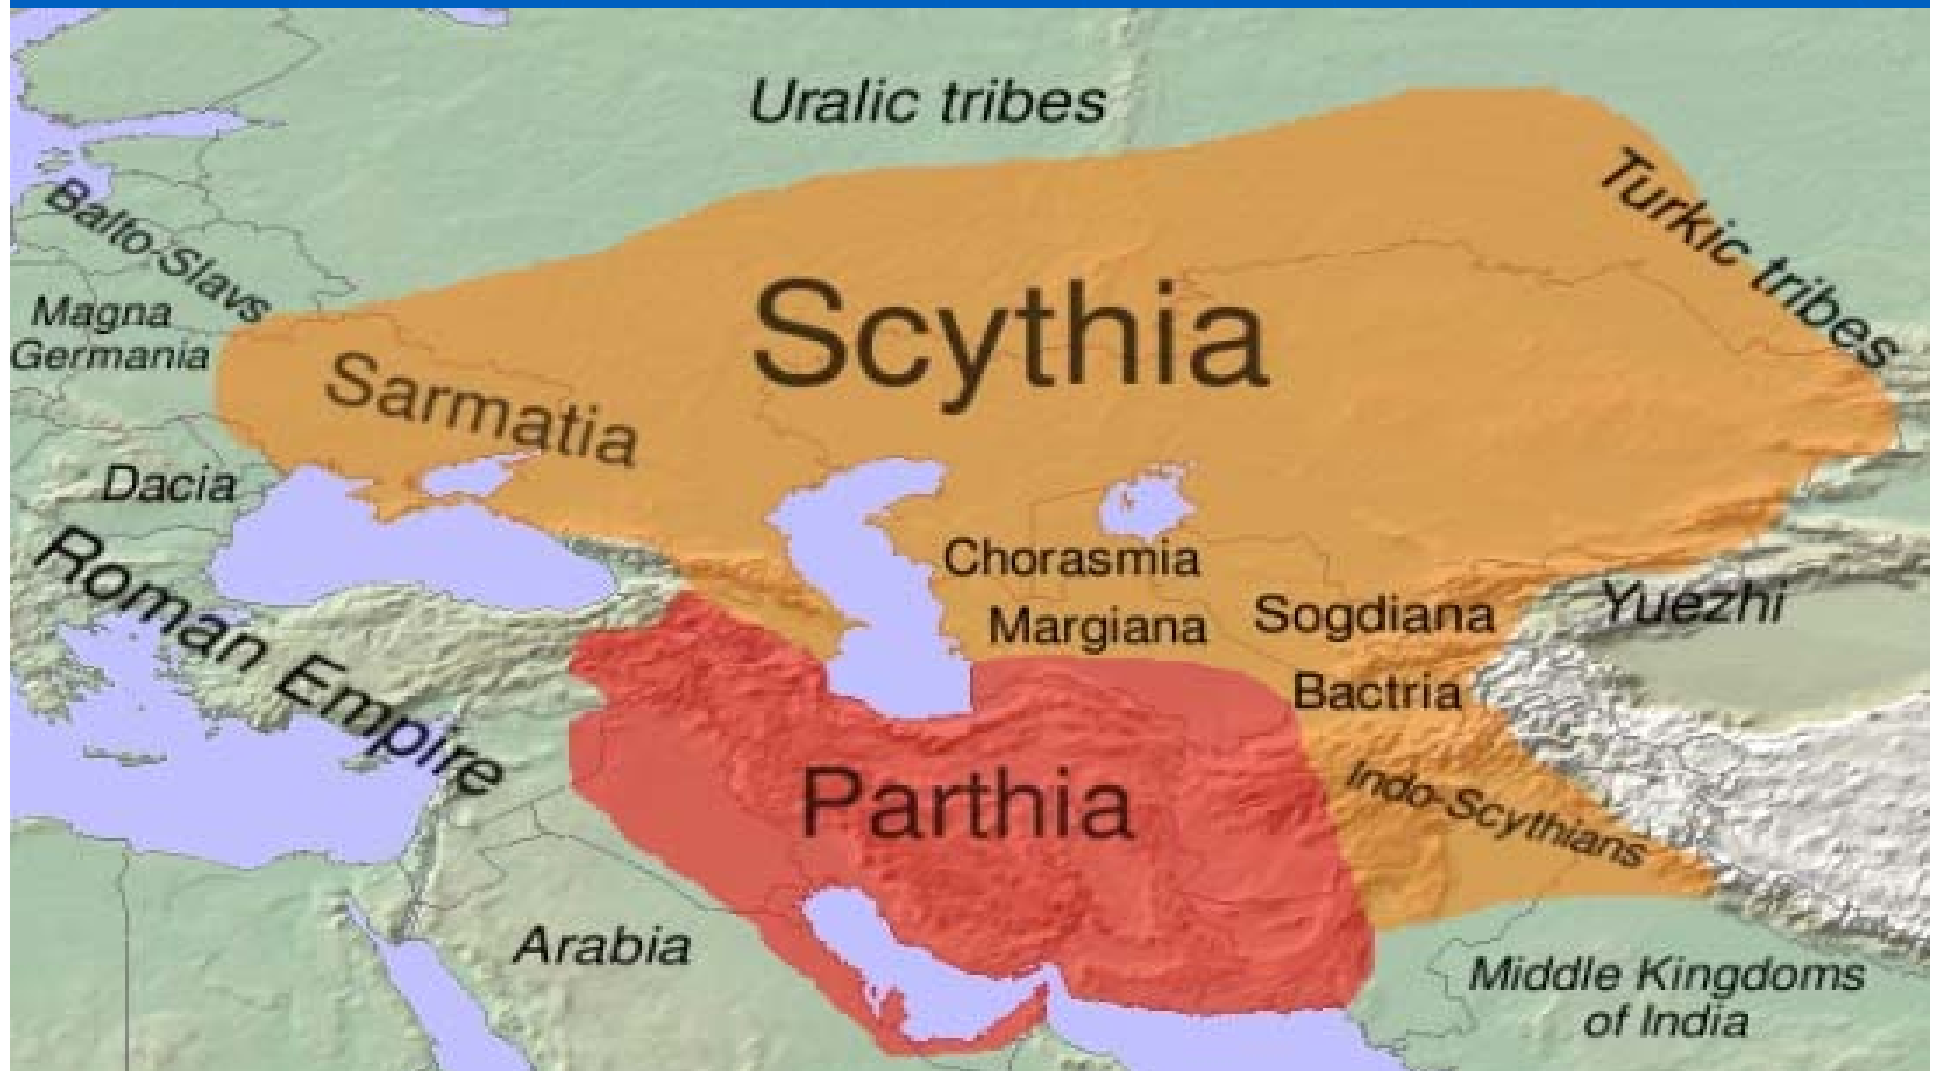 Uralic tribes
Turkic tribes
Balto-Slavs
Magna
Germania
Scythia
Sarmatia
Dacia
Roman Empire
Chorasmia
Margiana
Sogdiana
Yuezhi
Bactria
Parthia
Indo-Scythians
Arabia
Middle Kingdoms
of India